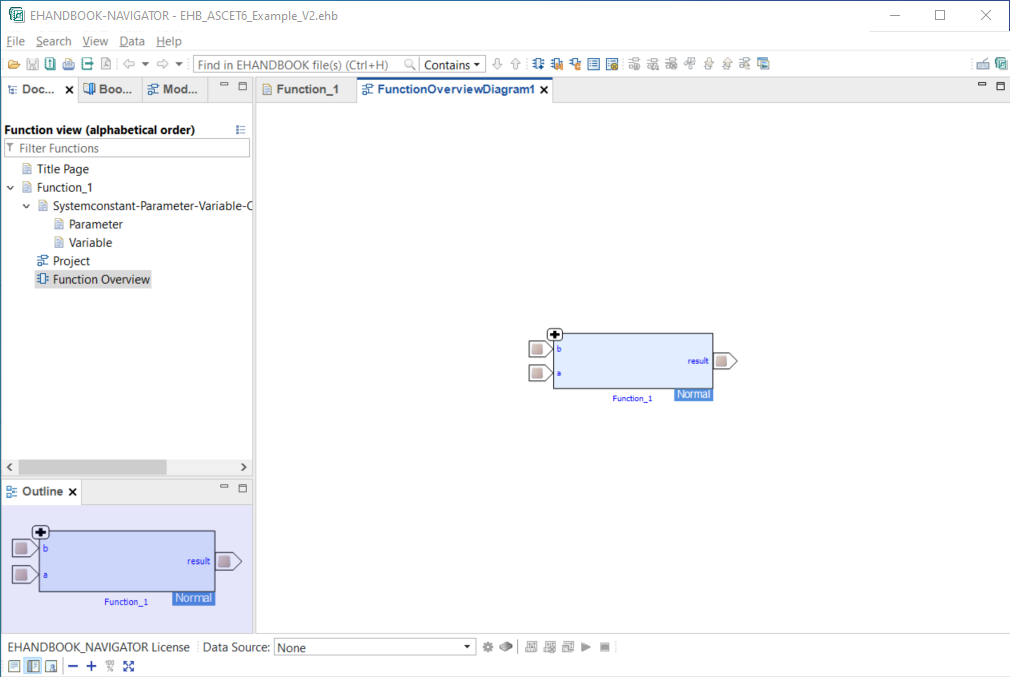 EHANDBOOK-NAVIGATOR - EHB_ASCET6_Example_V2.ehb
File Search View Data Help
Find in EHANDBOOK file(s) (Ctrl+H) Contains
Doc... Boo... Mod... Function_1 FunctionOverviewDiagram1
Function view (alphabetical order)
Filter Functions
Title Page
Function_1
Systemconstant-Parameter-Variable-C
Parameter
Variable
Project
Function Overview
b
result
a
Function_1
Normal
Outline
b
result
a
Function_1
Normal
EHANDBOOK_NAVIGATOR License Data Source: None